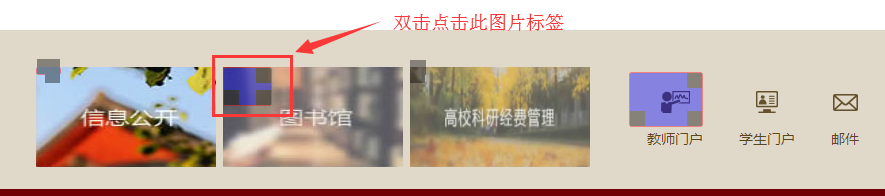 双击点击此图片标签
信息公开
图书馆
高校科研经费管理
教师门户
学生门户
邮件